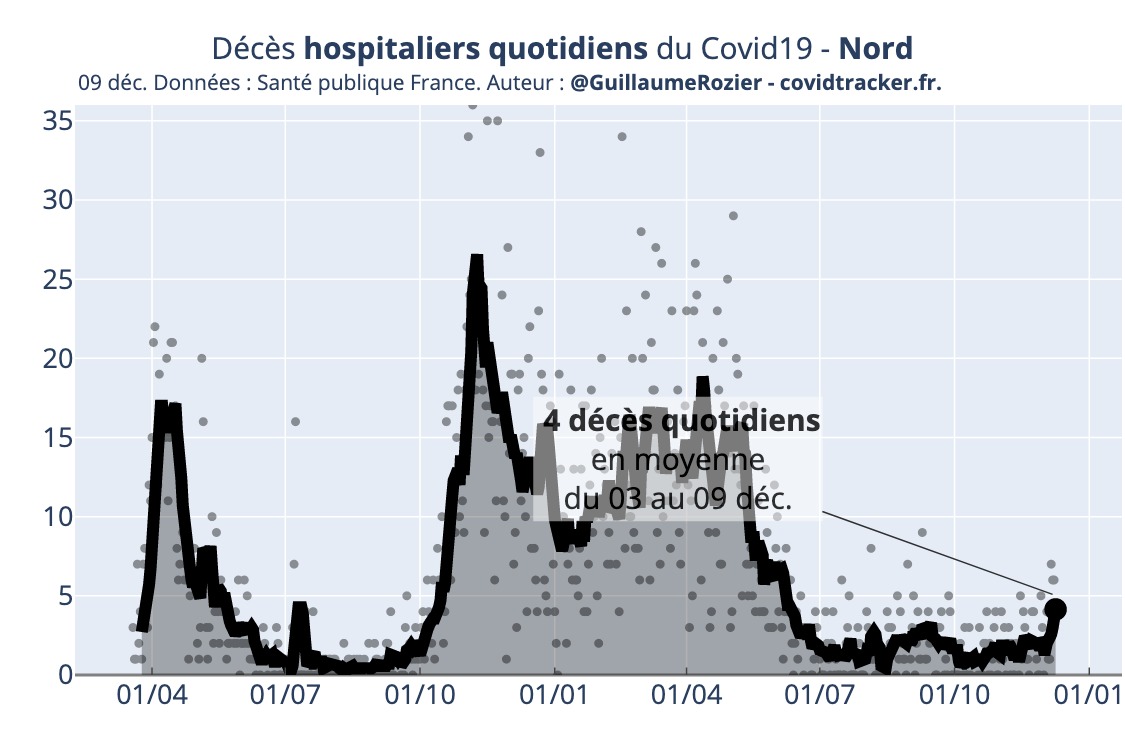 Décès hospitaliers quotidiens du Covid19 - Nord
09 déc. Données : Santé publique France. Auteur : @GuillaumeRozier - covidtracker.fr.
35
30
25
20
15
10
5
0
4 décès quotidiens
en moyenne
du 03 au 09 déc.
01/04 01/07 01/10 01/01 01/04 01/07 01/10 01/01